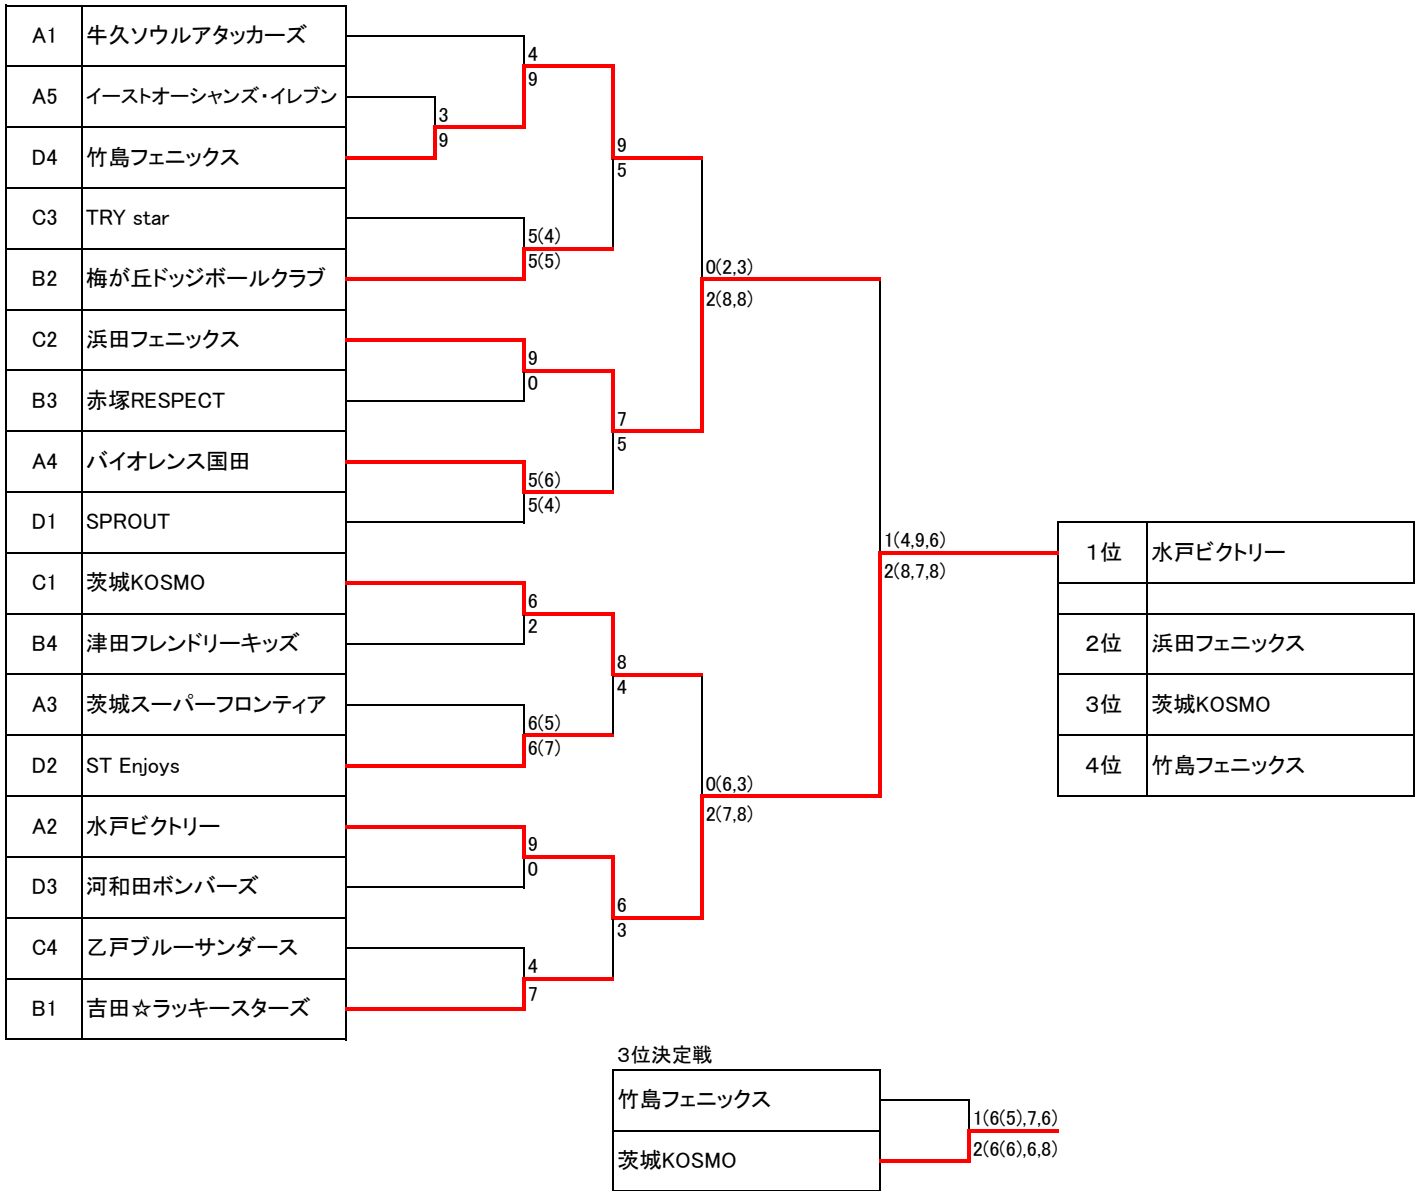 A1 牛久ソウルアタッカーズ
A5 イーストオーシャンズ・イレブン
D4 竹島フェニックス
C3 TRY star
B2 梅が丘ドッジボールクラブ
C2 浜田フェニックス
B3 赤塚RESPECT
A4 バイオレンス国田
D1 SPROUT
C1 茨城KOSMO
B4 津田フレンドリーキッズ
A3 茨城スーパーフロンティア
D2 ST Enjoys
A2 水戸ビクトリー
D3 河和田ボンバーズ
C4 乙戸ブルーサンダース
B1 吉田☆ラッキースターズ
3
9
4
9
5(4)
5(5)
9
0
5(6)
5(4)
6
2
6(5)
6(7)
9
0
4
7
9
5
7
5
8
4
6
3
0(2,3)
2(8,8)
0(6,3)
2(7,8)
1(4,9,6)
2(8,7,8)
1位 水戸ビクトリー
2位 浜田フェニックス
3位 茨城KOSMO
4位 竹島フェニックス
3位決定戦
竹島フェニックス
茨城KOSMO
1(6(5),7,6)
2(6(6),6,8)